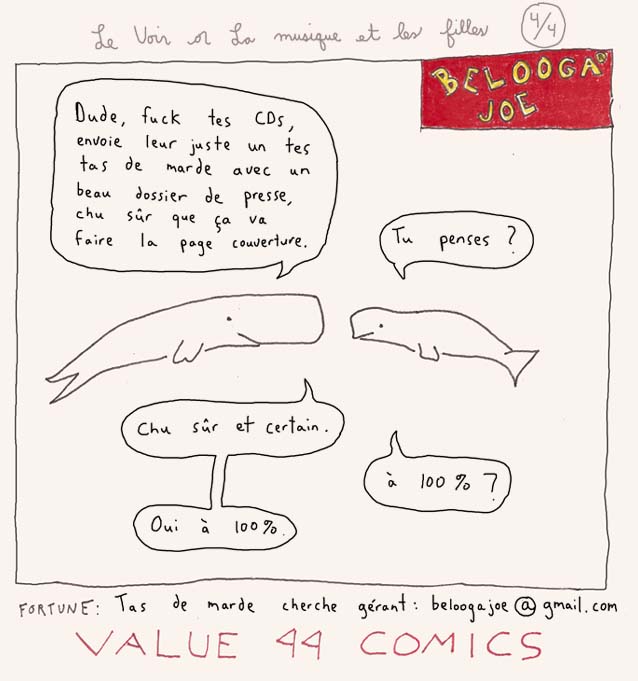 Le Voir or La musique et les filles
4/4
BELOOGA D'
JOE
Dude, fuck tes CDs,
envoie leur juste un tes
tas de marde avec un
beau dossier de presse,
chu sûr que ça va
faire la page couverture.
Tu penses ?
Chu sûr et certain.
à 100 % ?
Oui à 100%.
FORTUNE: Tas de marde cherche gérant: beloogajoe@gmail.com
VALUE 44 COMICS